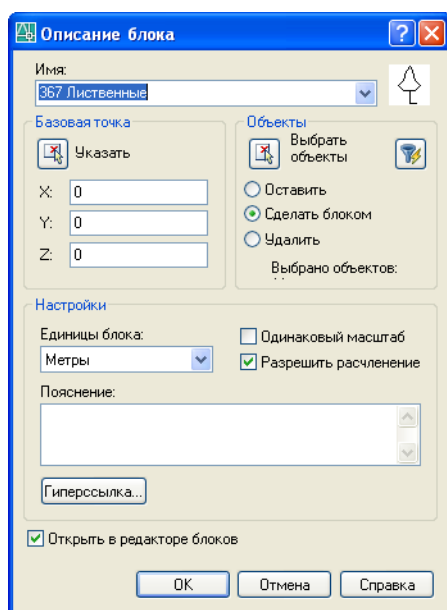 Описание блока
Имя:
367 Лиственные
Базовая точка
Указать
X: 0
Y: 0
Z: 0
Объекты
Выбрать объекты
Оставить
Сделать блоком
Удалить
Выбрано объектов:
Настройки
Единицы блока:
Метры
Одинаковый масштаб
Разрешить расчленение
Пояснение:
Гиперссылка...
Открыть в редакторе блоков
OK
Отмена
Справка